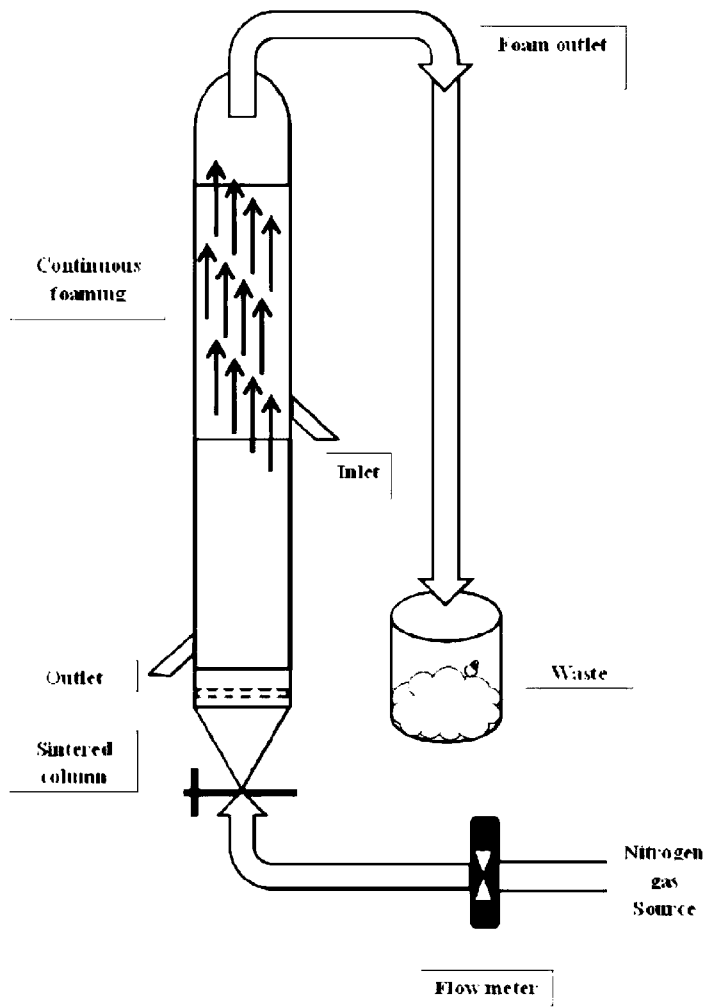 Foam outlet
Continuous
foaming
Inlet
Outlet
Waste
Sintered
column
Nitrogen
gas
Source
Flow meter